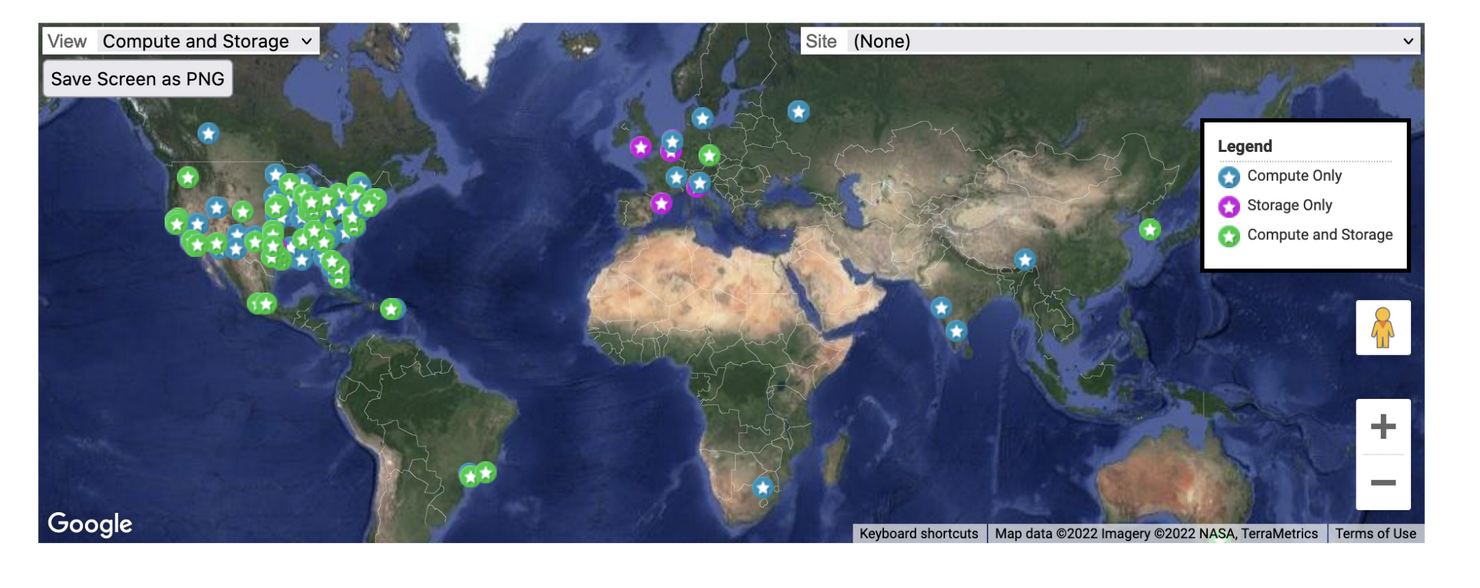 View Compute and Storage
Site (None)
Save Screen as PNG
Legend
Compute Only
Storage Only
Compute and Storage
Google
Keyboard shortcuts
Map data ©2022 Imagery ©2022 NASA, TerraMetrics
Terms of Use